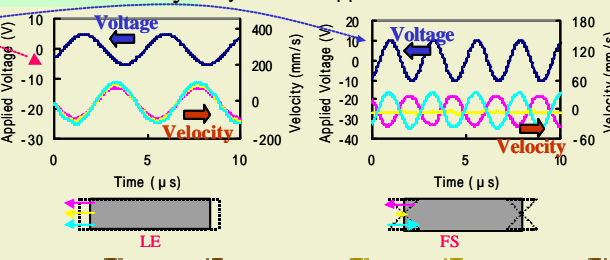 Voltage
Applied Voltage (V)
10
0
-10
-20
-30
400
200
0
-200
Velocity (mm/s)
Velocity
0
5
10
Time (μs)
LE
Voltage
Applied Voltage (V)
20
10
0
-10
-20
-30
-40
180
120
60
0
-60
Velocity (mm/s)
Velocity
0
5
10
Time (μs)
FS